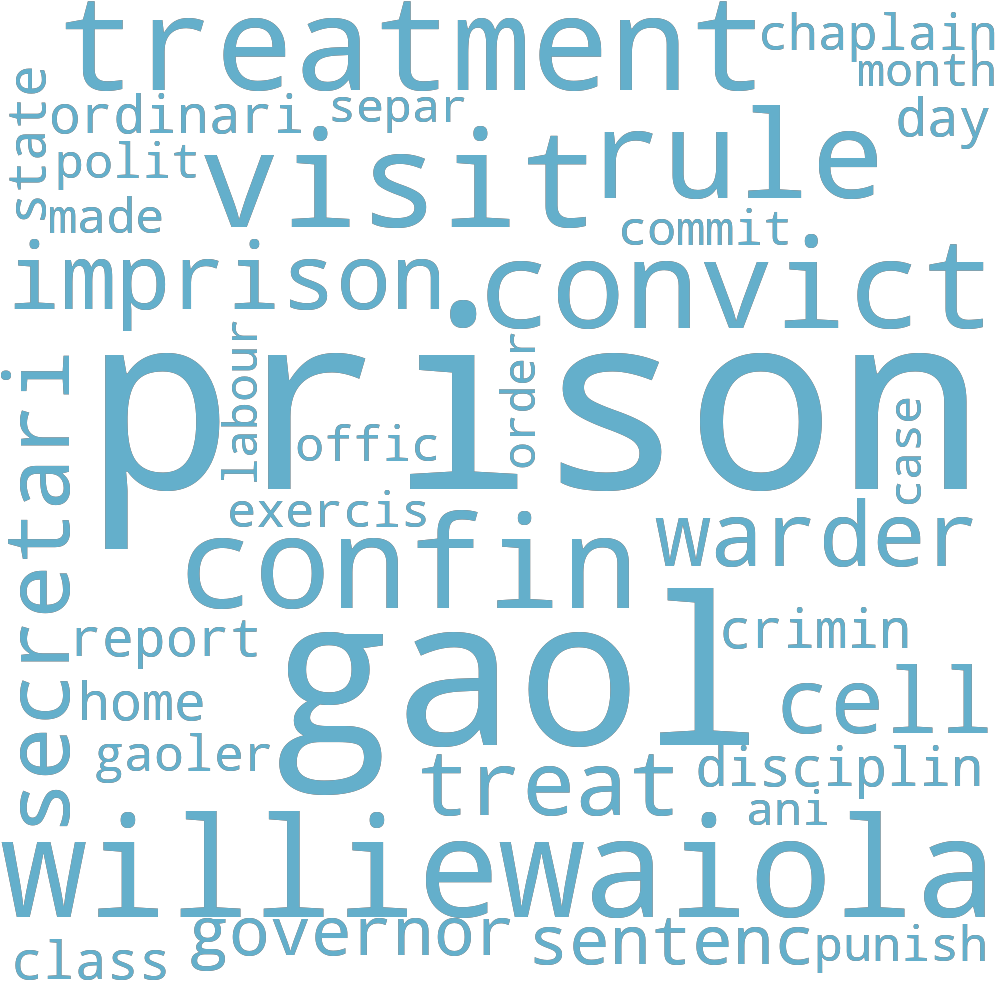 treatment
chaplain
month
state
ordinari
separ
day
polit
visit
rule
made
commit
imprison
convict
prison
labour
order
case
secretari
offic
exercis
confin
warder
gaol
report
crimin
home
cell
gaoler
treat
disciplin
ani
williewaiola
governor
sentenc
punish
class